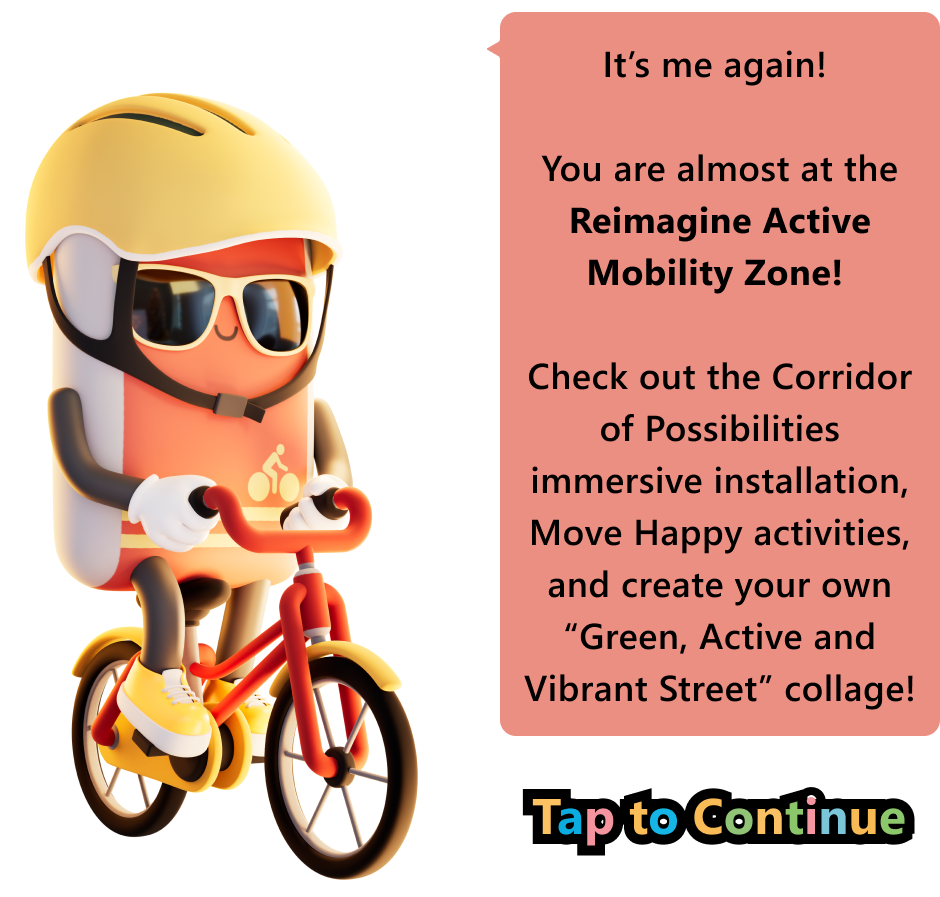 It’s me again!
You are almost at the
Reimagine Active
Mobility Zone!
Check out the Corridor
of Possibilities
immersive installation,
Move Happy activities,
and create your own
“Green, Active and
Vibrant Street” collage!
Tap to Continue